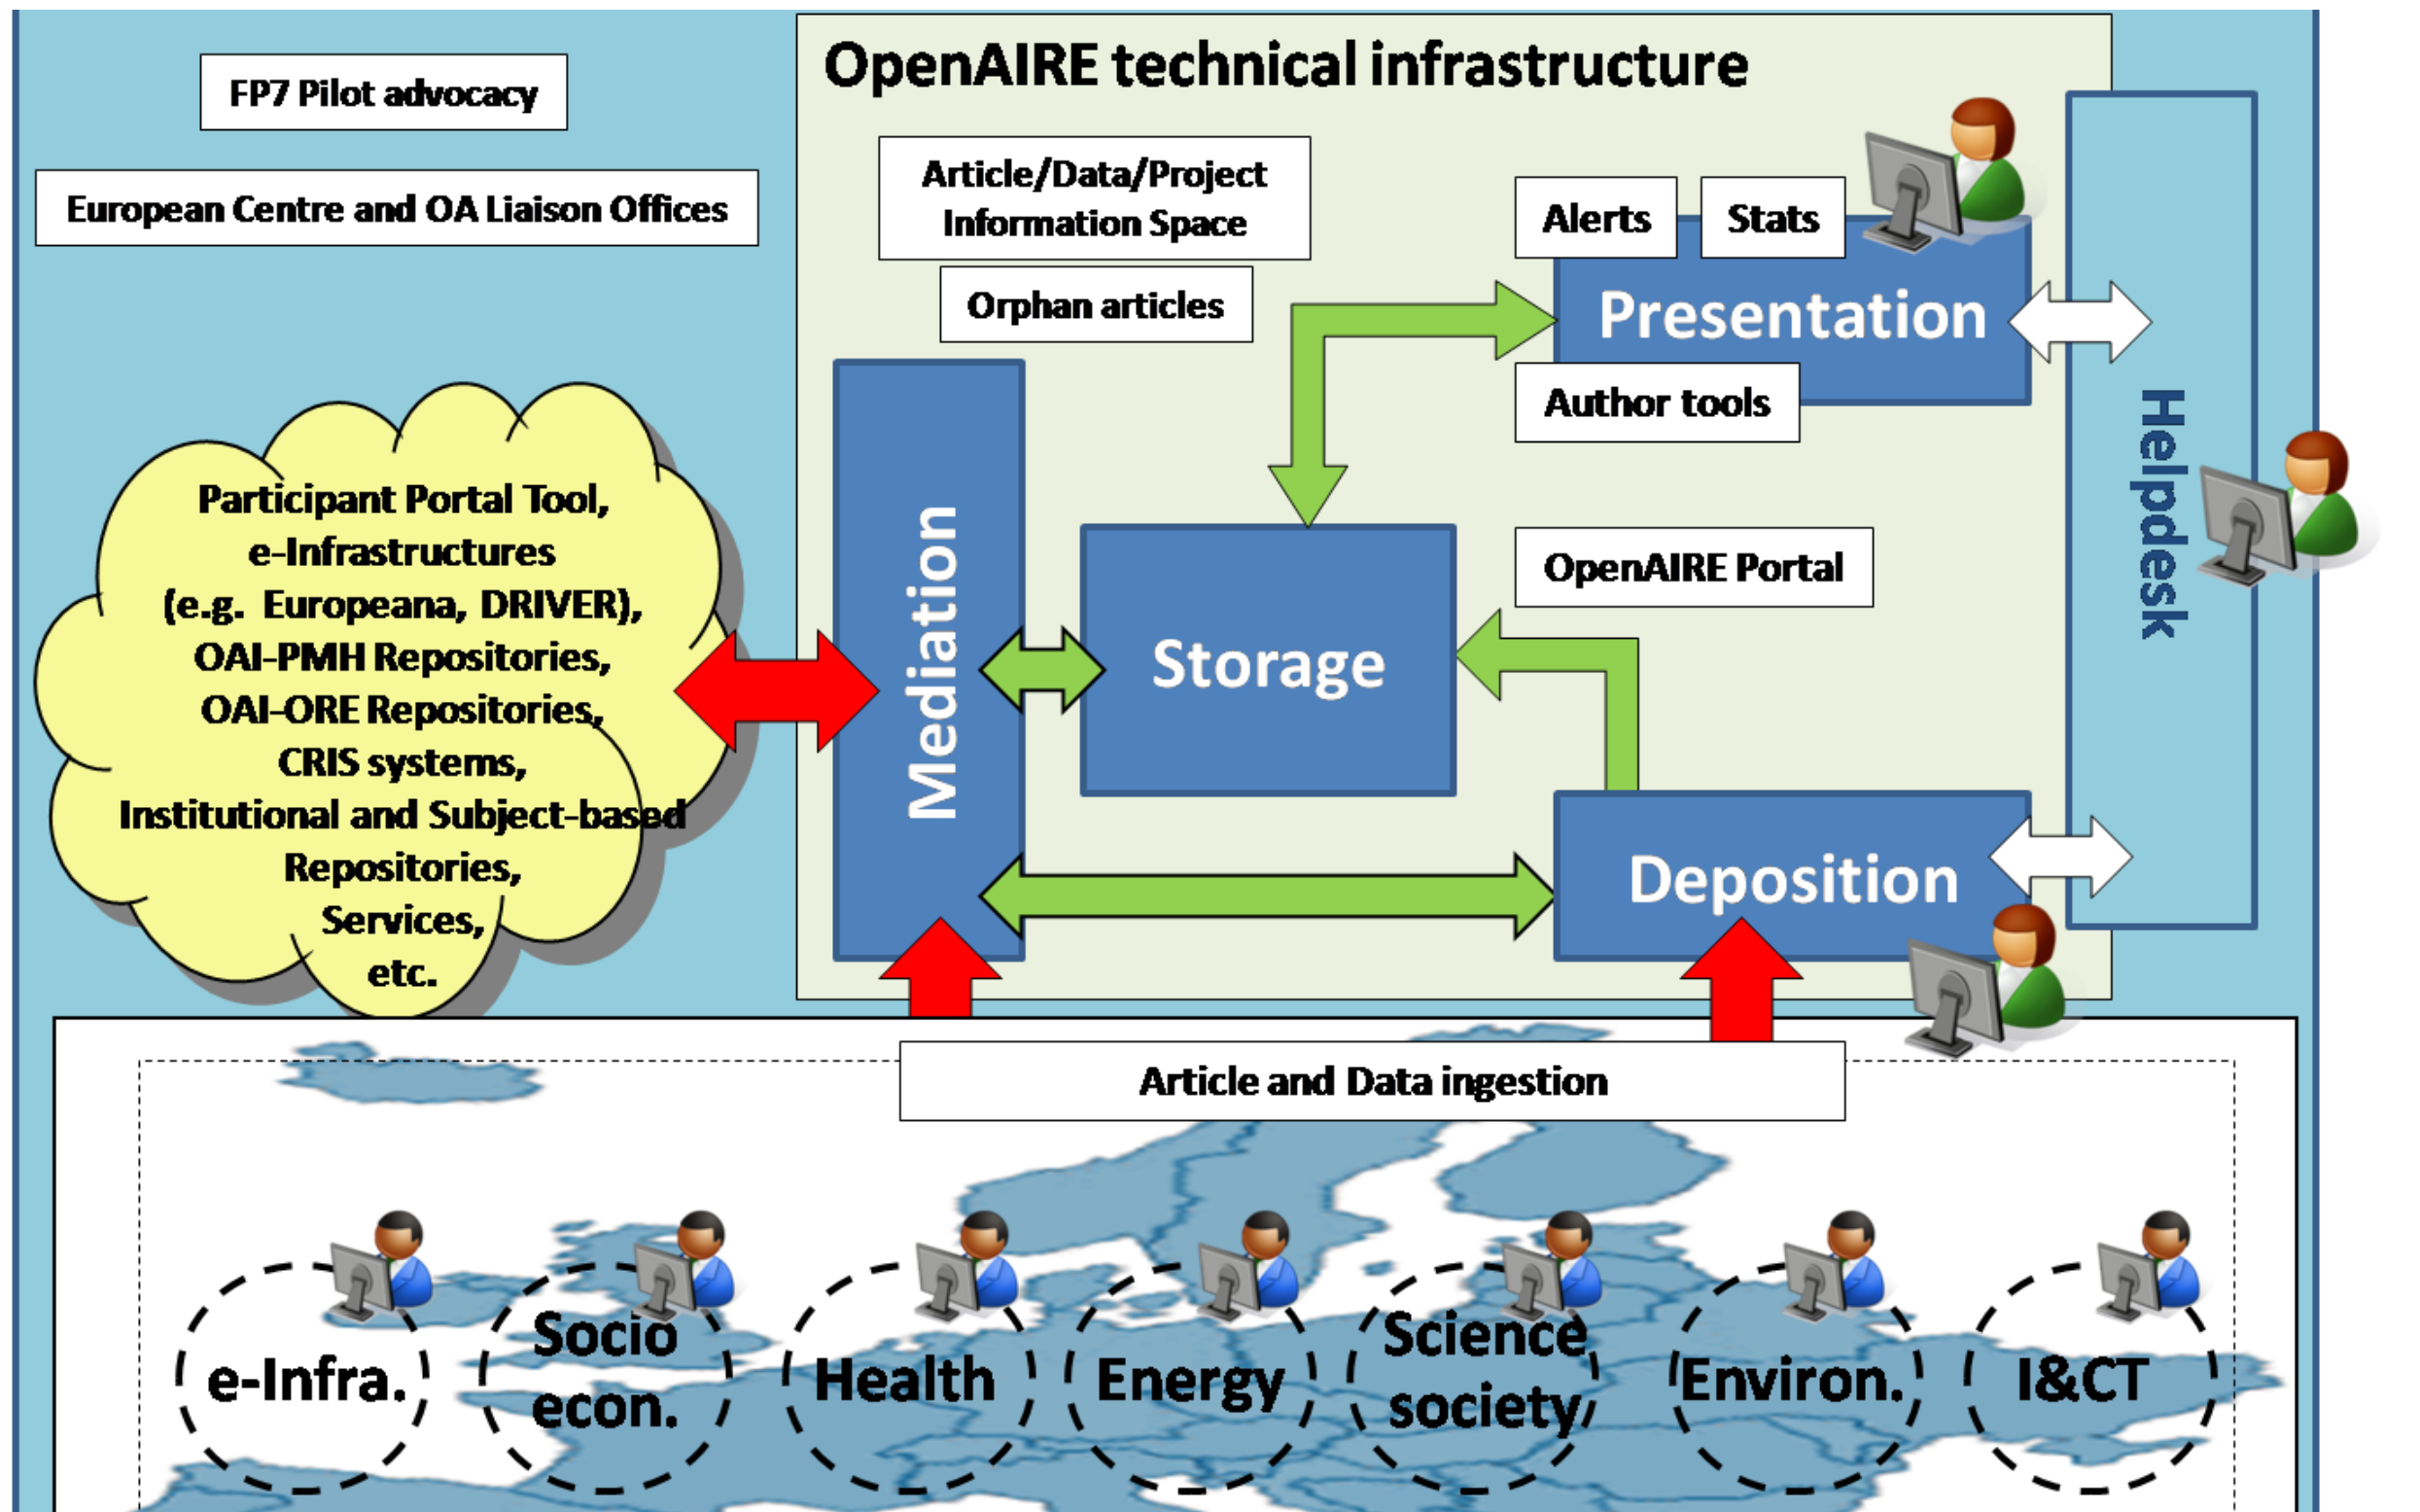 OpenAIRE technical infrastructure
FP7 Pilot advocacy
European Centre and OA Liaison Offices
Article/Data/Project
Information Space
Orphan articles
Alerts
Stats
Presentation
Author tools
Helpdesk
Participant Portal Tool,
e-Infrastructures
(e.g. Europeana, DRIVER),
OAI-PMH Repositories,
OAI-ORE Repositories,
CRIS systems,
Institutional and Subject-based
Repositories,
Services,
etc.
Mediation
Storage
OpenAIRE Portal
Deposition
Article and Data ingestion
e-Infra.
Socio
econ.
Health
Energy
Science
society
Environ.
I&CT